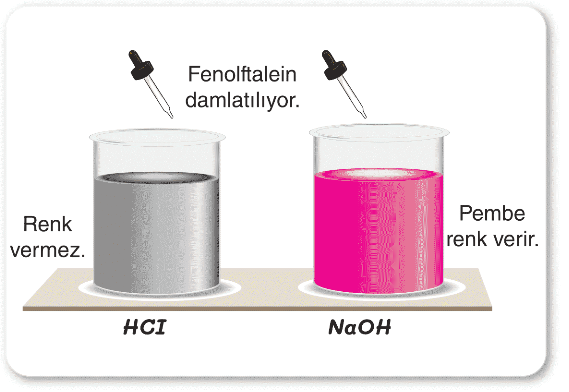 Fenolftalein
damlatılıyor.
Renk
vermez.
Pembe
renk verir.
HCI
NaOH